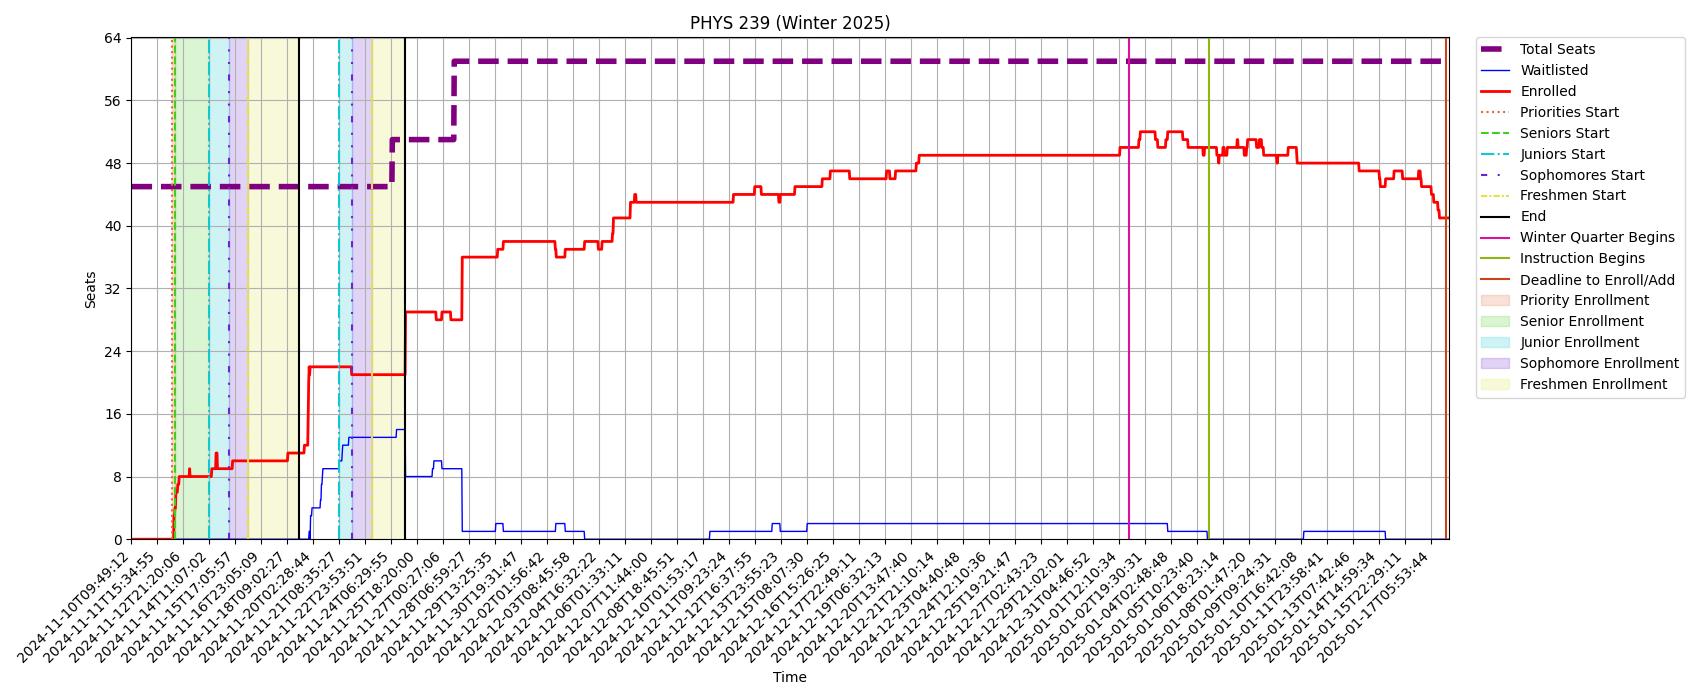 PHYS 239 (Winter 2025)
64
56
48
40
32
24
16
8
0
Seats
2024-11-10T09:49:12
2024-11-11T15:34:55
2024-11-12T21:20:06
2024-11-14T11:07:02
2024-11-15T17:05:57
2024-11-16T23:05:09
2024-11-18T09:02:27
2024-11-20T02:28:44
2024-11-21T08:35:27
2024-11-22T23:53:51
2024-11-24T06:29:55
2024-11-25T18:20:00
2024-11-27T00:27:06
2024-11-28T06:59:27
2024-11-29T13:25:35
2024-11-30T19:31:47
2024-12-02T01:56:42
2024-12-03T08:45:58
2024-12-04T16:32:22
2024-12-06T01:33:11
2024-12-07T11:44:00
2024-12-08T18:45:51
2024-12-10T01:53:17
2024-12-11T09:23:24
2024-12-12T16:37:55
2024-12-13T23:55:23
2024-12-15T08:07:30
2024-12-16T15:26:25
2024-12-17T22:49:11
2024-12-19T06:32:13
2024-12-20T13:47:40
2024-12-21T21:10:14
2024-12-23T04:40:48
2024-12-24T12:10:36
2024-12-25T19:21:47
2024-12-27T02:43:23
2024-12-29T21:02:01
2024-12-31T04:46:52
2025-01-01T12:10:34
2025-01-02T19:30:31
2025-01-04T02:48:48
2025-01-05T10:23:40
2025-01-06T18:23:14
2025-01-08T01:47:20
2025-01-09T09:24:31
2025-01-10T16:42:08
2025-01-11T23:58:41
2025-01-13T07:42:46
2025-01-14T14:59:34
2025-01-15T22:29:11
2025-01-17T05:53:44
Time
Total Seats
Waitlisted
Enrolled
Priorities Start
Seniors Start
Juniors Start
Sophomores Start
Freshmen Start
End
Winter Quarter Begins
Instruction Begins
Deadline to Enroll/Add
Priority Enrollment
Senior Enrollment
Junior Enrollment
Sophomore Enrollment
Freshmen Enrollment